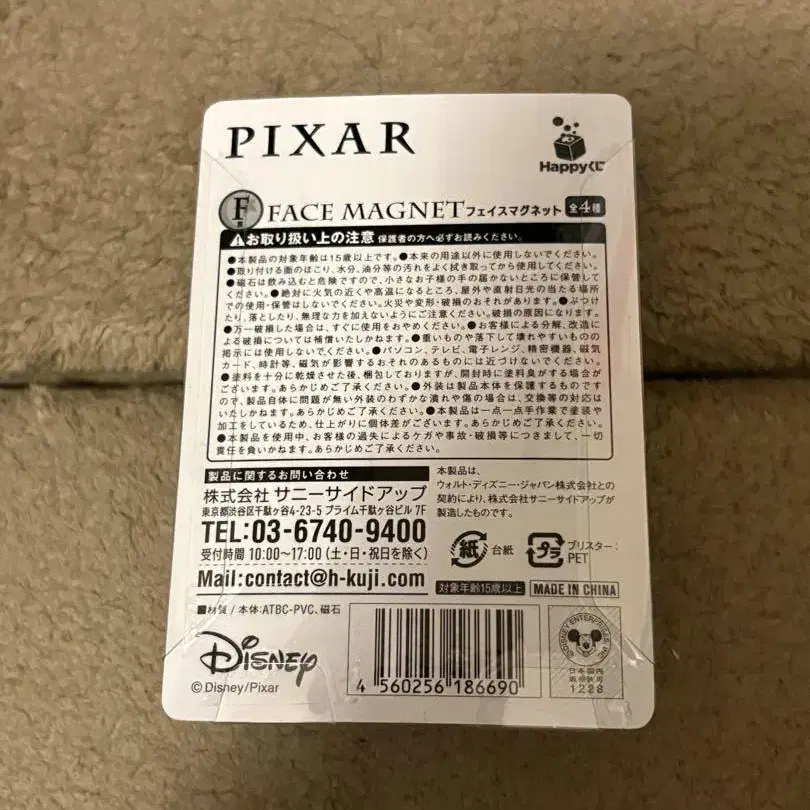 PIXAR
Happyくじ
F賞 FACE MAGNET フェイスマグネット 全4種
お取り扱い上の注意 保護者の方へ必ずお読みください。
●本製品の対象年齢は15歳以上です。●本来の用途以外に使用しないでください。
●取り付ける面のほこり、水分、油分等の汚れをよく拭き取ってから使用してください。
●磁石は飲み込むと危険ですので、小さなお子様の手の届かないところに保管して
ください。●絶対に火気の近くや高温になるところ、屋外や直射日光の当たる場所
での使用・保管はしないでください。火災や変形・破損のおそれがあります。●ぶつけ
たり、落としたり、無理な力を加えないようにご注意ください。破損の原因になります。
●万一破損した場合は、すぐに使用をおやめください。●お客様による分解、改造に
よる破損については補償いたしかねます。●重いものや落下して壊れやすいものの
掲示には使用しないでください。●パソコン、テレビ、電子レンジ、精密機器、磁気
カード、時計等、磁気が影響するおそれのあるものには近づけないでください。
●塗料を十分に乾燥させた後、梱包しておりますが、開封時に塗料臭がする場合が
ございます。あらかじめご了承ください。●外装は製品本体を保護するものです
ので、製品自体に問題が無い外装のわずかな潰れや傷の場合は、交換等の対応は
いたしかねます。あらかじめご了承ください。●本製品は一点一点手作業で塗装や
加工をしているため、仕上がりに個体差がございます。あらかじめご了承ください。
●本製品を使用中、お客様の過失によるケガや事故・破損等につきまして、一切
責任を負いかねます。あらかじめご了承ください。
製品に関するお問い合わせ
株式会社 サニーサイドアップ
東京都渋谷区千駄ヶ谷4-23-5 プライム千駄ヶ谷ビル 7F
TEL:03-6740-9400
受付時間 10:00〜17:00(土・日・祝日を除く)
Mail:contact@h-kuji.com
本製品は、
ウォルト・ディズニー・ジャパン株式会社との
契約により、株式会社サニーサイドアップが
製造したものです。
紙 台紙
プラ ブリスター:
PET
対象年齢15歳以上
MADE IN CHINA
■材質/本体:ATBC-PVC、磁石
Disney
©Disney/Pixar
4 560256 186690
©DISNEY ENTERPRISES, INC.
日本国内
販売許可
1228